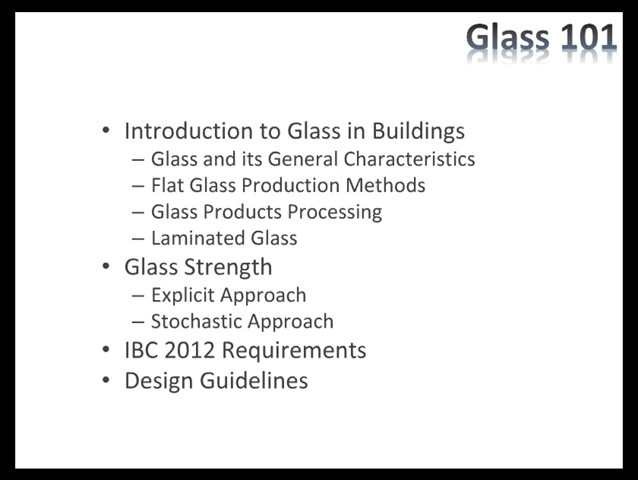 Glass 101
• Introduction to Glass in Buildings
– Glass and its General Characteristics
– Flat Glass Production Methods
– Glass Products Processing
– Laminated Glass
• Glass Strength
– Explicit Approach
– Stochastic Approach
• IBC 2012 Requirements
• Design Guidelines